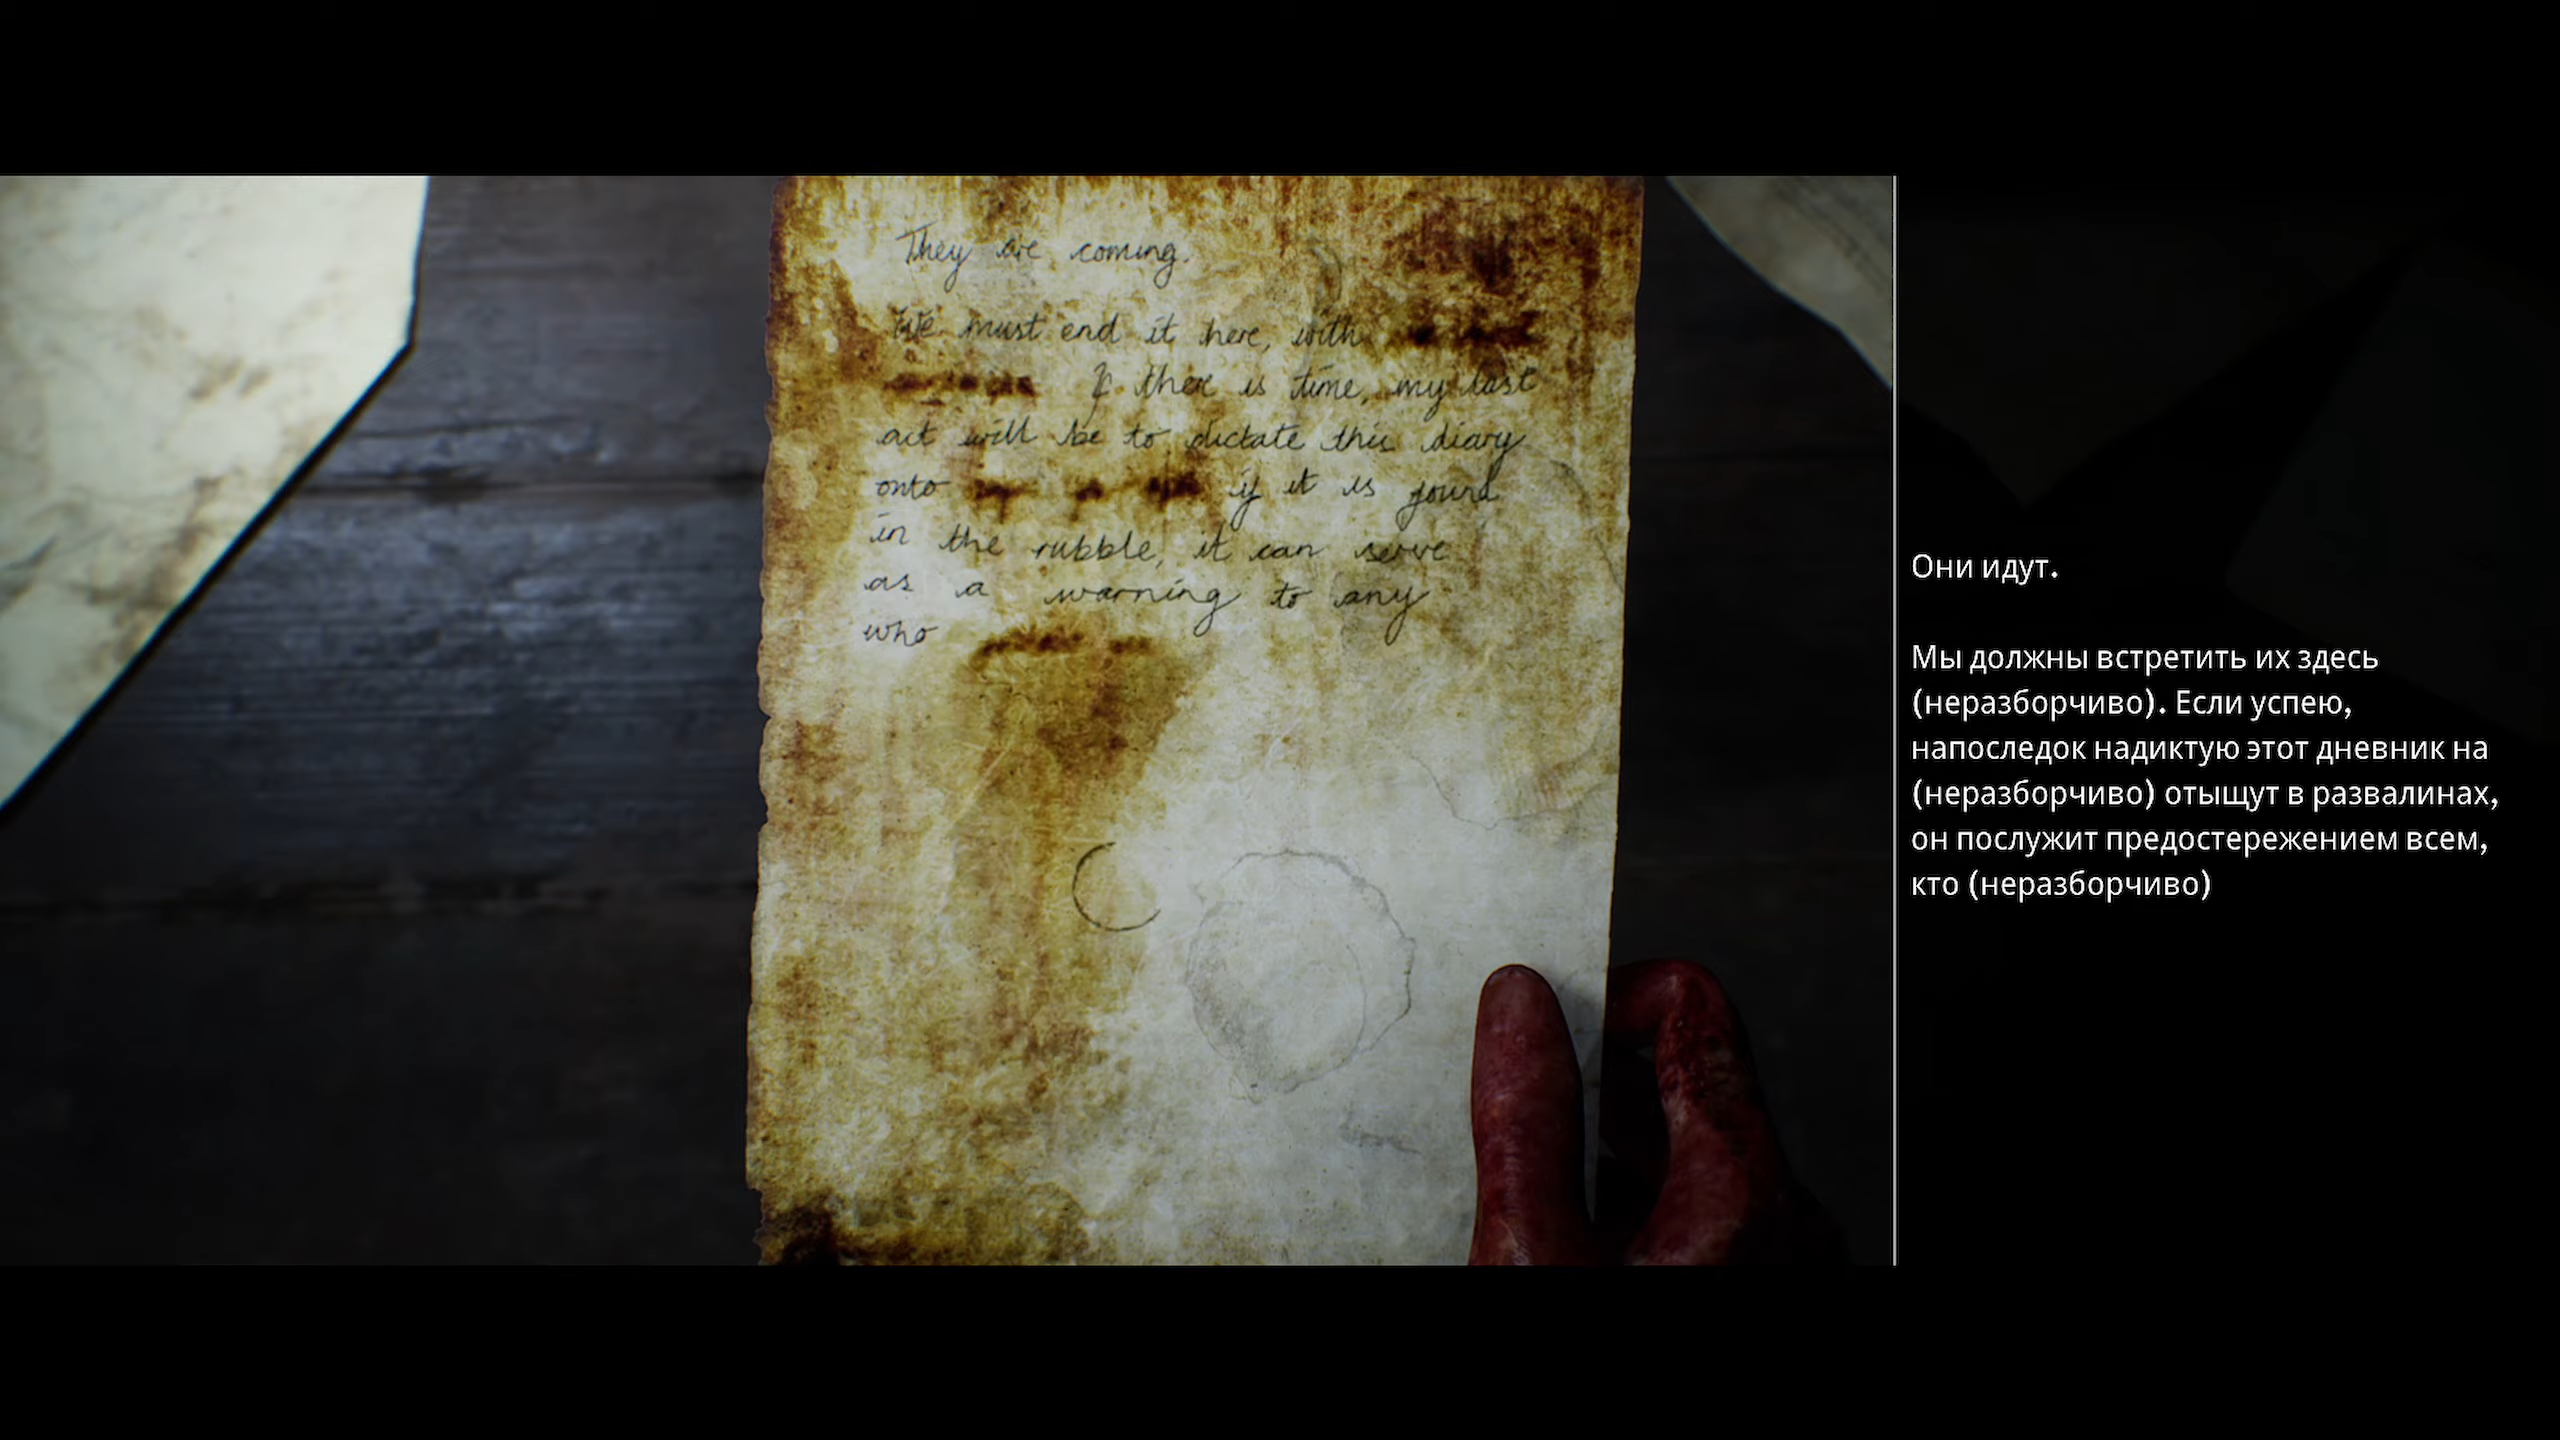 They are coming.
We must end it here, with
If there is time, my last
act will be to dictate this diary
onto if it is found
in the rubble, it can serve
as a warning to any
who
Они идут.
Мы должны встретить их здесь
(неразборчиво). Если успею,
напоследок надиктую этот дневник на
(неразборчиво) отыщут в развалинах,
он послужит предостережением всем,
кто (неразборчиво)